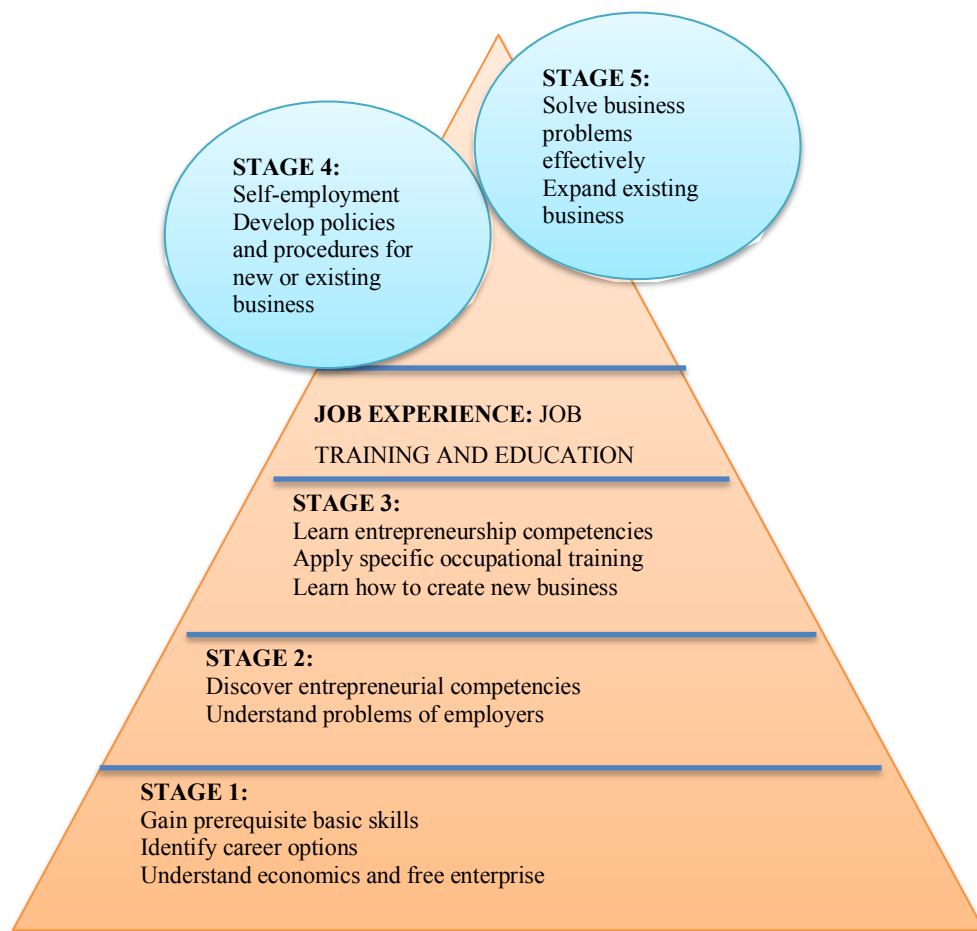 STAGE 5:
Solve business
problems
effectively
Expand existing
business
STAGE 4:
Self-employment
Develop policies
and procedures for
new or existing
business
JOB EXPERIENCE: JOB
TRAINING AND EDUCATION
STAGE 3:
Learn entrepreneurship competencies
Apply specific occupational training
Learn how to create new business
STAGE 2:
Discover entrepreneurial competencies
Understand problems of employers
STAGE 1:
Gain prerequisite basic skills
Identify career options
Understand economics and free enterprise